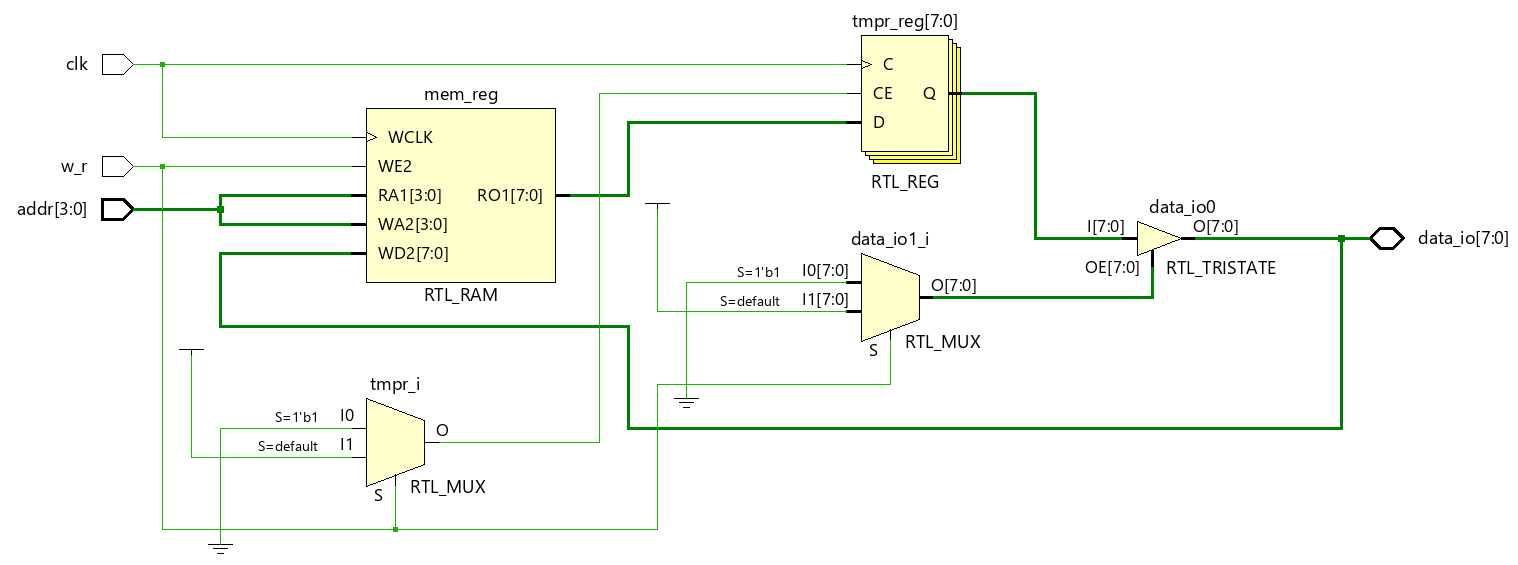 tmpr_reg[7:0]
clk
C
mem_reg
CE
Q
D
WCLK
w_r
WE2
RTL_REG
RA1[3:0]
RO1[7:0]
addr[3:0]
WA2[3:0]
WD2[7:0]
RTL_RAM
data_io0
I[7:0]
O[7:0]
data_io[7:0]
OE[7:0]
RTL_TRISTATE
data_io1_i
S=1'b1
I0[7:0]
O[7:0]
S=default
I1[7:0]
RTL_MUX
S
tmpr_i
S=1'b1
I0
O
S=default
I1
RTL_MUX
S